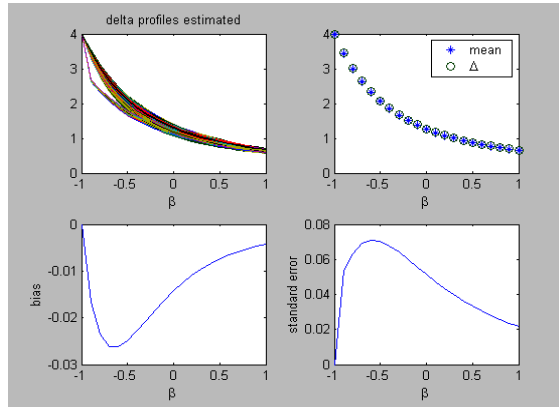 delta profiles estimated
4
3
2
1
0
-1 -0.5 0 0.5 1
β
4
3
2
1
0
mean
Δ
-1 -0.5 0 0.5 1
β
0
-0.01
-0.02
-0.03
bias
-1 -0.5 0 0.5 1
β
0.08
0.06
0.04
0.02
0
standard error
-1 -0.5 0 0.5 1
β